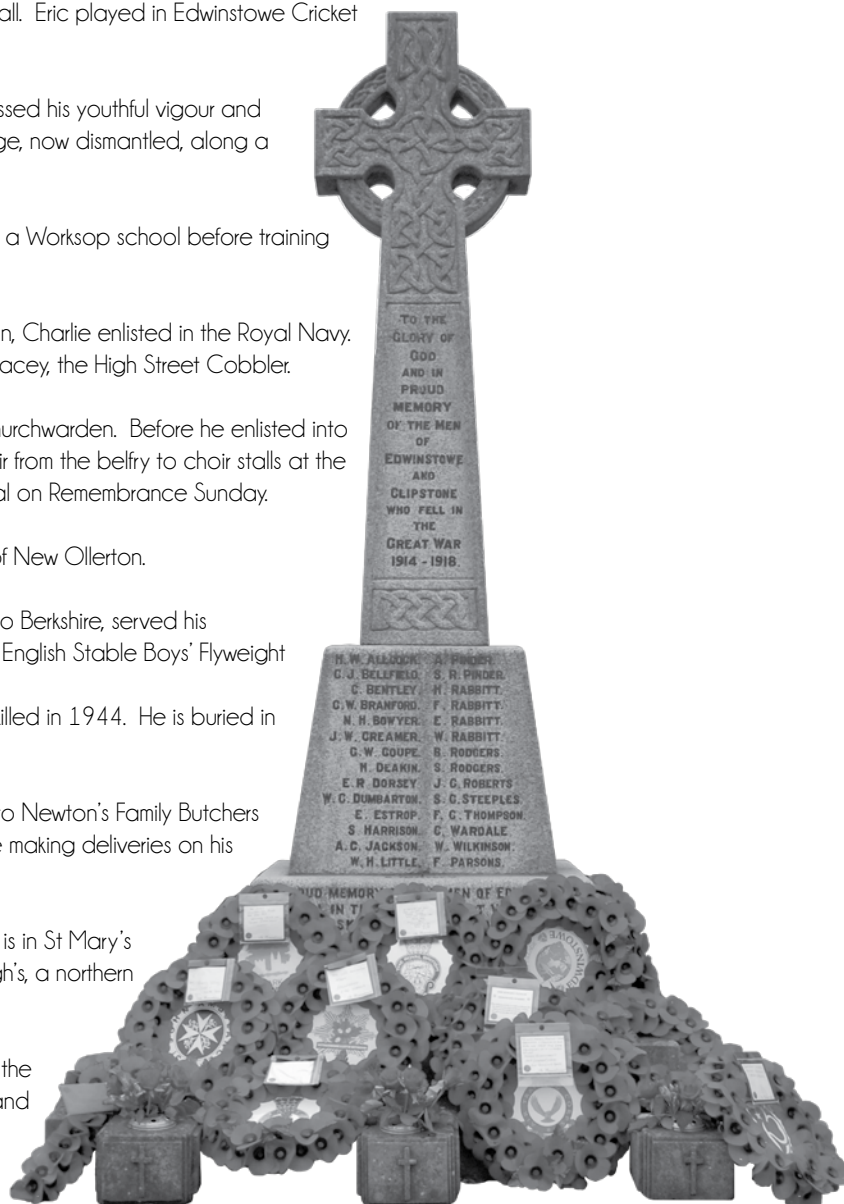 all. Eric played in Edwinstowe Cricket
ssed his youthful vigour and
ge, now dismantled, along a
a Worksop school before training
n, Charlie enlisted in the Royal Navy.
acey, the High Street Cobbler.
urchwarden. Before he enlisted into
ir from the belfry to choir stalls at the
al on Remembrance Sunday.
of New Ollerton.
o Berkshire, served his
English Stable Boys' Flyweight
illed in 1944. He is buried in
o Newton's Family Butchers
e making deliveries on his
is in St Mary's
gh's, a northern
the
and
TO THE
GLORY OF
GOD
AND IN
PROUD
MEMORY
OF THE MEN
OF
EDWINSTOWE
AND
CLIPSTONE
WHO FELL IN
THE
GREAT WAR
1914 - 1918.
H. W. ALLCOCK. A. PINDER.
C. J. BELLFIELD. S. R. PINDER.
C. BENTLEY. H. RABBITT.
C. W. BRANFORD. F. RABBITT.
N. H. BOWYER. E. RABBITT.
J. W. CREAMER. W. RABBITT.
G. W. COUPE. R. RODGERS.
H. DEAKIN. S. RODGERS.
E. R. DORSEY. J. G. ROBERTS
W. C. DUMBARTON. S. G. STEEPLES.
E. ESTROP. F. C. THOMPSON.
S HARRISON. C. WARDALE
A. C. JACKSON. W. WILKINSON.
W. H. LITTLE. F PARSONS.
OUD MEMORY EN OF E
IN T
EDWINSTOWE